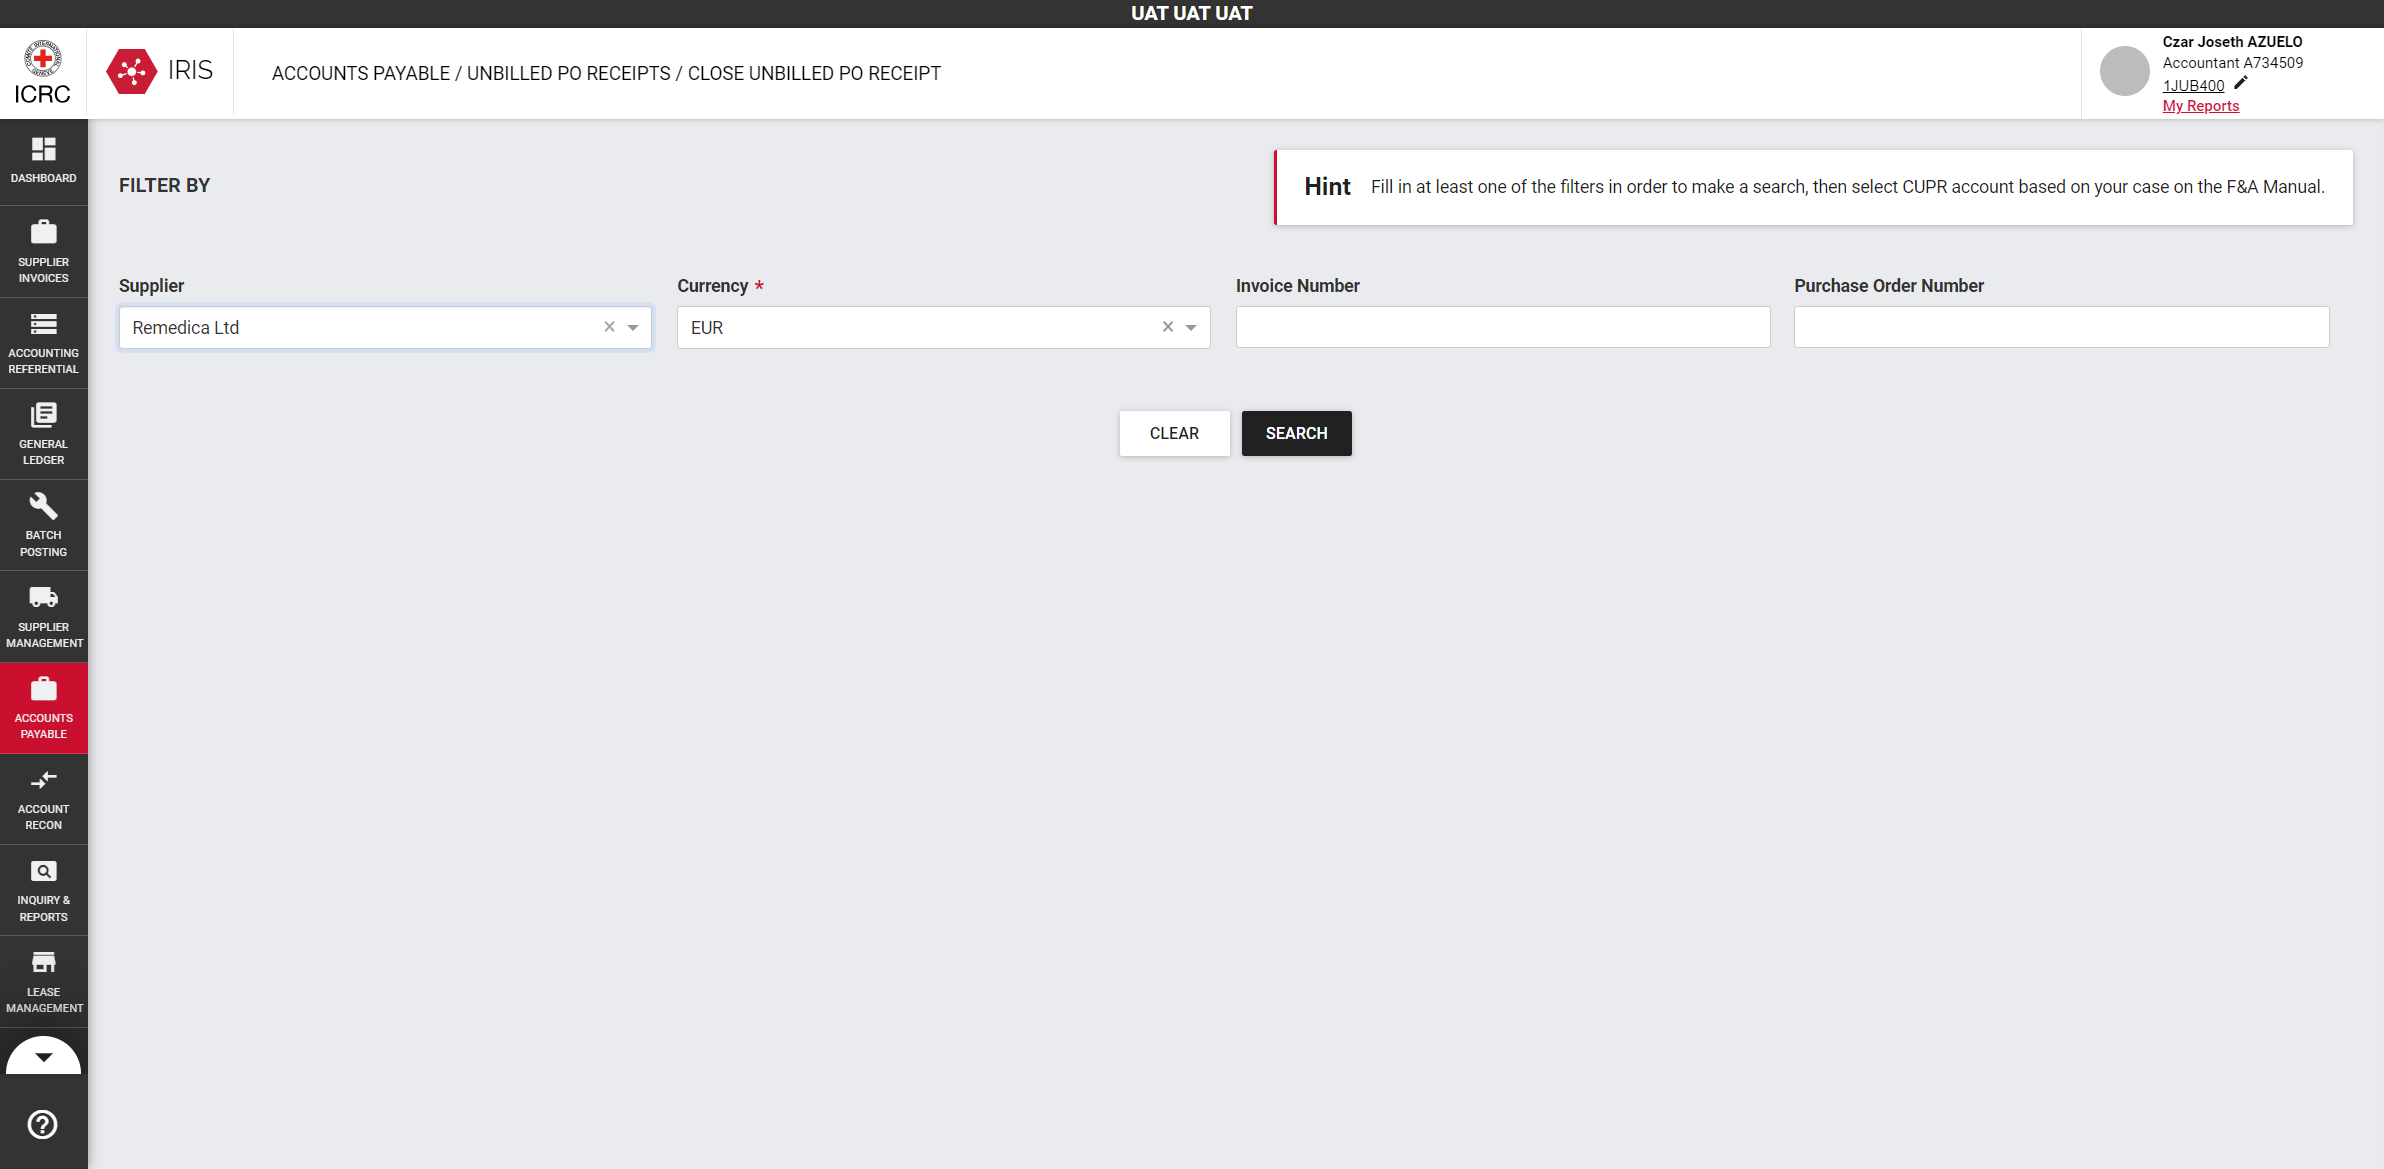 UAT UAT UAT
ICRC
IRIS
ACCOUNTS PAYABLE / UNBILLED PO RECEIPTS / CLOSE UNBILLED PO RECEIPT
Czar Joseth AZUELO
Accountant A734509
1JUB400
My Reports
DASHBOARD
SUPPLIER
INVOICES
ACCOUNTING
REFERENTIAL
GENERAL
LEDGER
BATCH
POSTING
SUPPLIER
MANAGEMENT
ACCOUNTS
PAYABLE
ACCOUNT
RECON
INQUIRY &
REPORTS
LEASE
MANAGEMENT
FILTER BY
Hint Fill in at least one of the filters in order to make a search, then select CUPR account based on your case on the F&A Manual.
Supplier
Currency *
Invoice Number
Purchase Order Number
Remedica Ltd
EUR
CLEAR
SEARCH